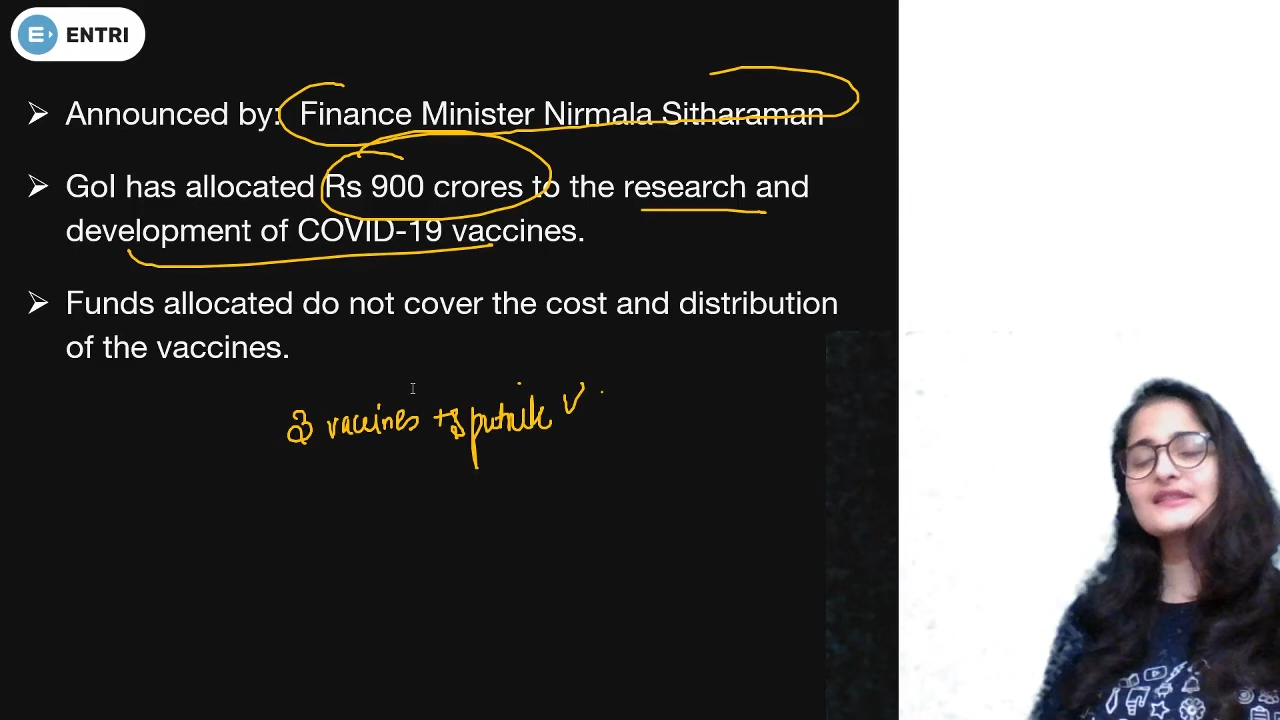 ENTRI
Announced by: Finance Minister Nirmala Sitharaman
GoI has allocated Rs 900 crores to the research and
development of COVID-19 vaccines.
Funds allocated do not cover the cost and distribution
of the vaccines.
vaccines + Sputnik V